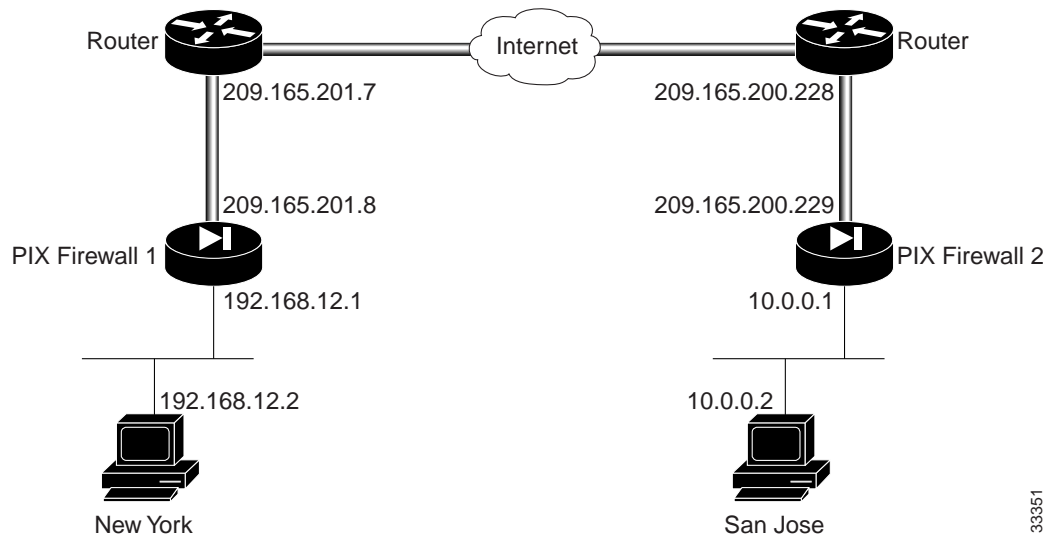 Router
Internet
Router
209.165.201.7
209.165.200.228
209.165.201.8
209.165.200.229
PIX Firewall 1
PIX Firewall 2
192.168.12.1
10.0.0.1
192.168.12.2
10.0.0.2
New York
San Jose
33351